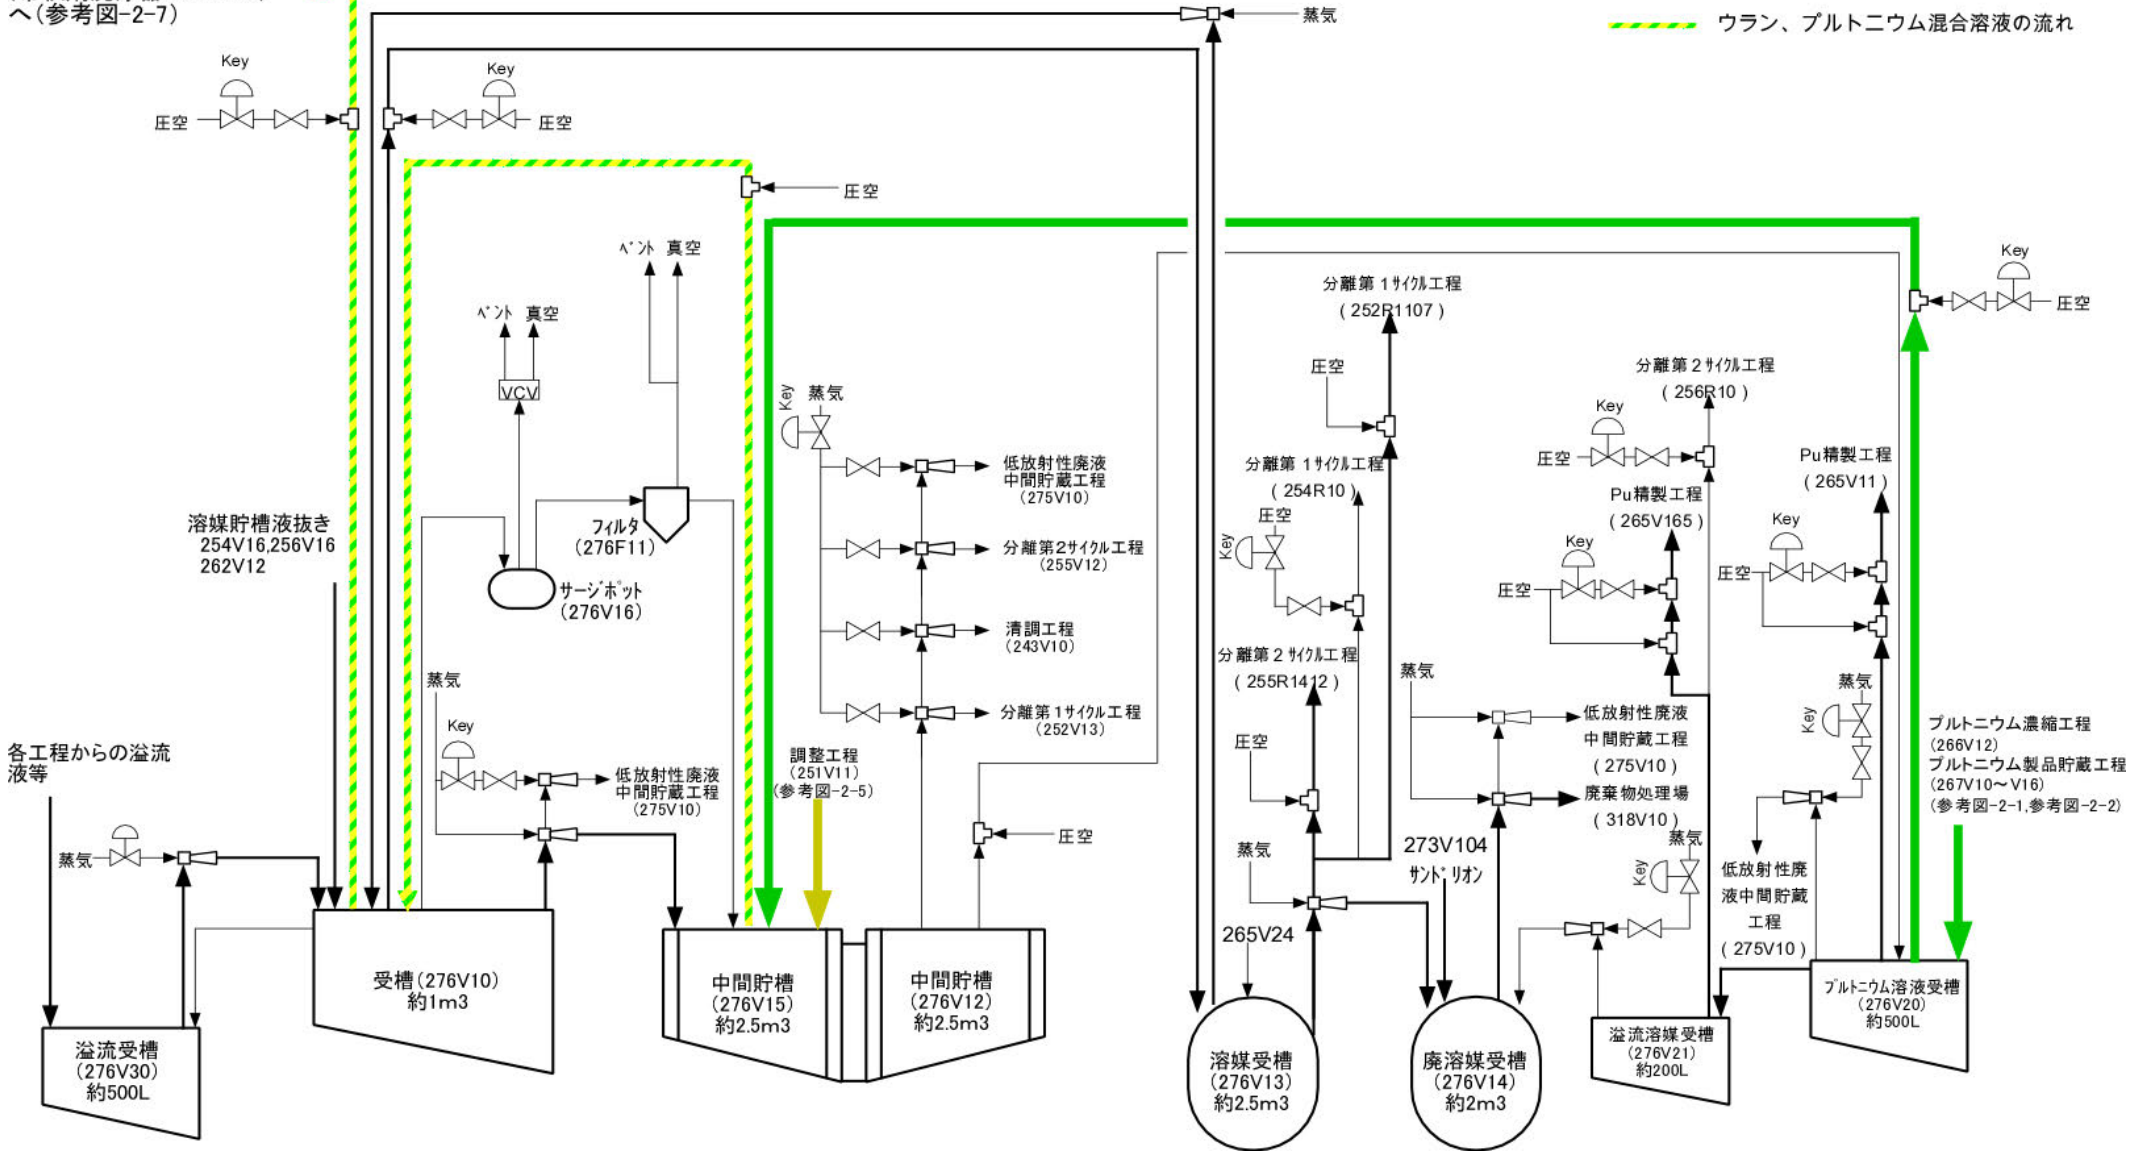 へ(参考図-2-7)
蒸気
ウラン、プルトニウム混合溶液の流れ
Key
圧空
Key
圧空
圧空
ベント 真空
ベント 真空
VCV
フィルタ
(276F11)
サージポット
(276V16)
溶媒貯槽液抜き
254V16,256V16
262V12
Key
蒸気
低放射性廃液
中間貯蔵工程
(275V10)
分離第2サイクル工程
(255V12)
清調工程
(243V10)
分離第1サイクル工程
(252V13)
調整工程
(251V11)
(参考図-2-5)
蒸気
Key
低放射性廃液
中間貯蔵工程
(275V10)
各工程からの溢流
液等
蒸気
圧空
分離第1サイクル工程
(252R1107)
圧空
分離第1サイクル工程
(254R10)
圧空
Key
分離第2サイクル工程
(255R1412)
圧空
蒸気
265V24
分離第2サイクル工程
(256R10)
Key
圧空
Pu精製工程
(265V165)
Key
圧空
蒸気
低放射性廃液
中間貯蔵工程
(275V10)
廃棄物処理場
(318V10)
273V104
サンドリオン
蒸気
Key
Key
圧空
Pu精製工程
(265V11)
Key
圧空
蒸気
Key
低放射性廃
液中間貯蔵
工程
(275V10)
プルトニウム濃縮工程
(266V12)
プルトニウム製品貯蔵工程
(267V10～V16)
(参考図-2-1,参考図-2-2)
溢流受槽
(276V30)
約500L
受槽(276V10)
約1m3
中間貯槽
(276V15)
約2.5m3
中間貯槽
(276V12)
約2.5m3
溶媒受槽
(276V13)
約2.5m3
廃溶媒受槽
(276V14)
約2m3
溢流溶媒受槽
(276V21)
約200L
プルトニウム溶液受槽
(276V20)
約500L